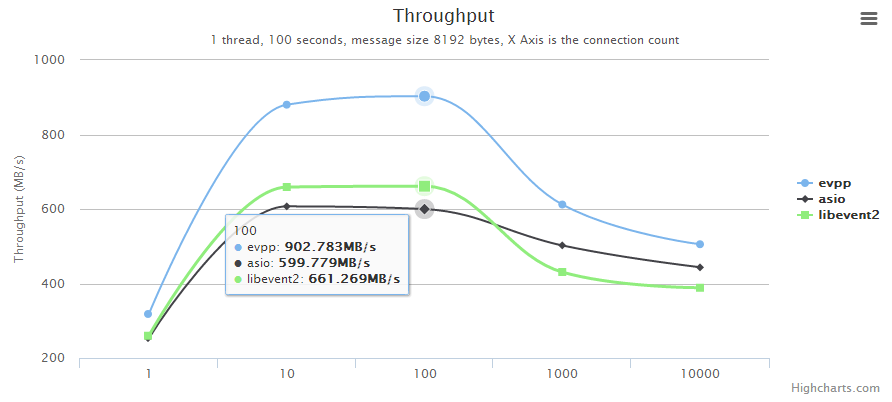 Throughput
1 thread, 100 seconds, message size 8192 bytes, X Axis is the connection count
Throughput (MB/s)
1000
800
600
400
200
100
evpp: 902.783MB/s
asio: 599.779MB/s
libevent2: 661.269MB/s
1 10 100 1000 10000
evpp
asio
libevent2
Highcharts.com